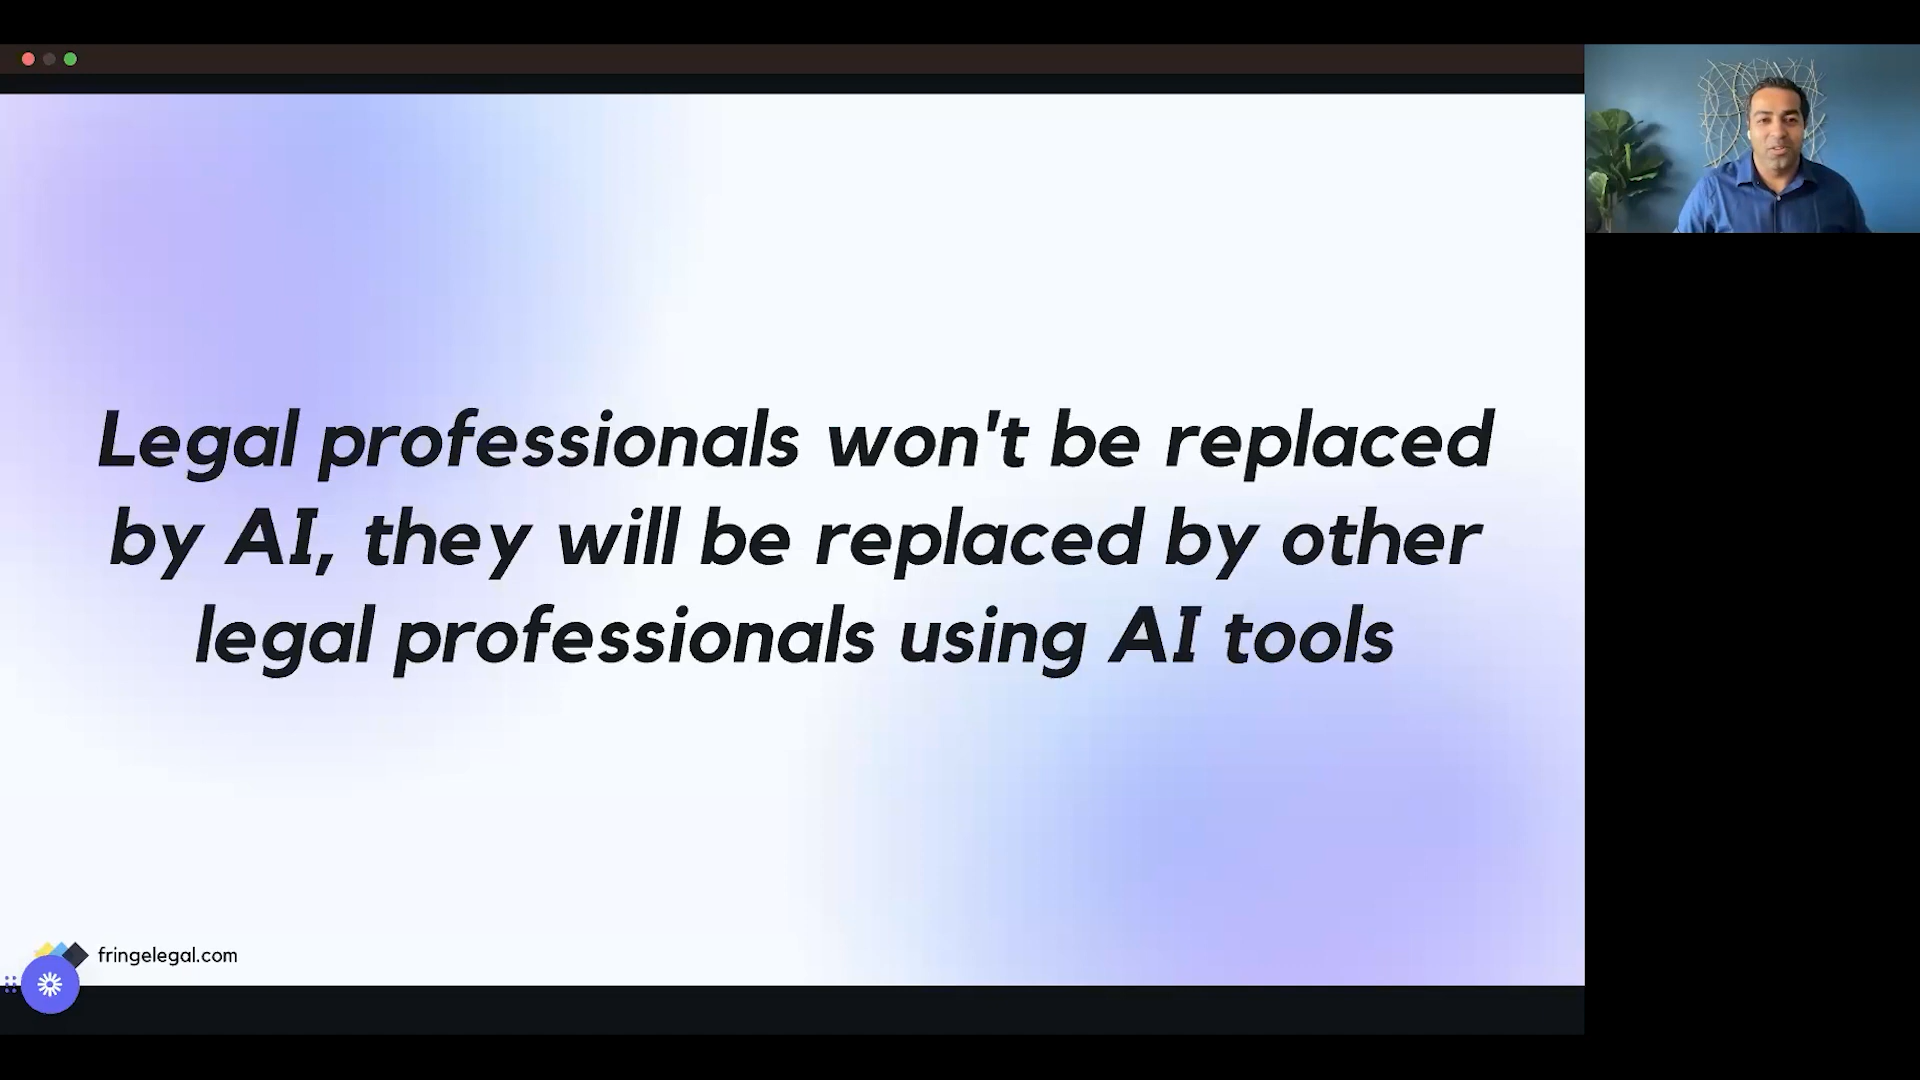 Legal professionals won't be replaced
by AI, they will be replaced by other
legal professionals using AI tools
fringelegal.com